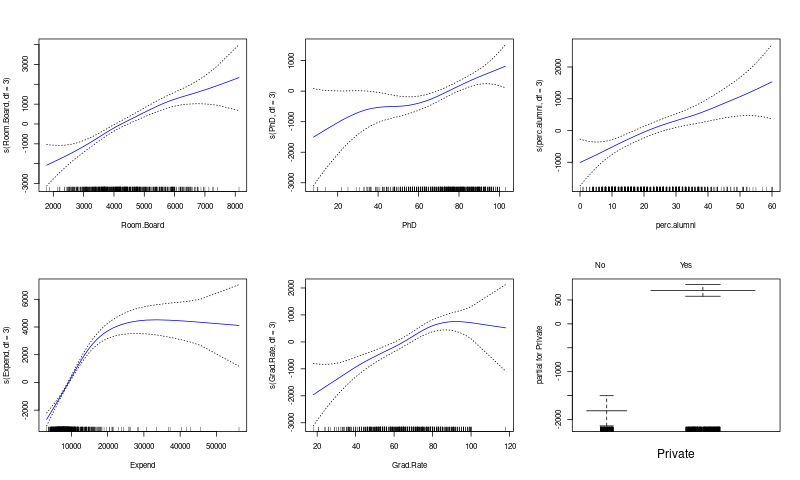 s(Room.Board, df = 3)
-3000 -1000 1000 3000
2000 3000 4000 5000 6000 7000 8000
Room.Board
s(PhD, df = 3)
-3000 -2000 -1000 0 1000
20 40 60 80 100
PhD
s(perc.alumni, df = 3)
-1000 0 1000 2000
0 10 20 30 40 50 60
perc.alumni
s(Expend, df = 3)
-2000 0 2000 4000 6000
10000 20000 30000 40000 50000
Expend
s(Grad.Rate, df = 3)
-3000 -2000 -1000 0 1000 2000
20 40 60 80 100 120
Grad.Rate
No Yes
partial for Private
-2000 -1000 0 500
Private